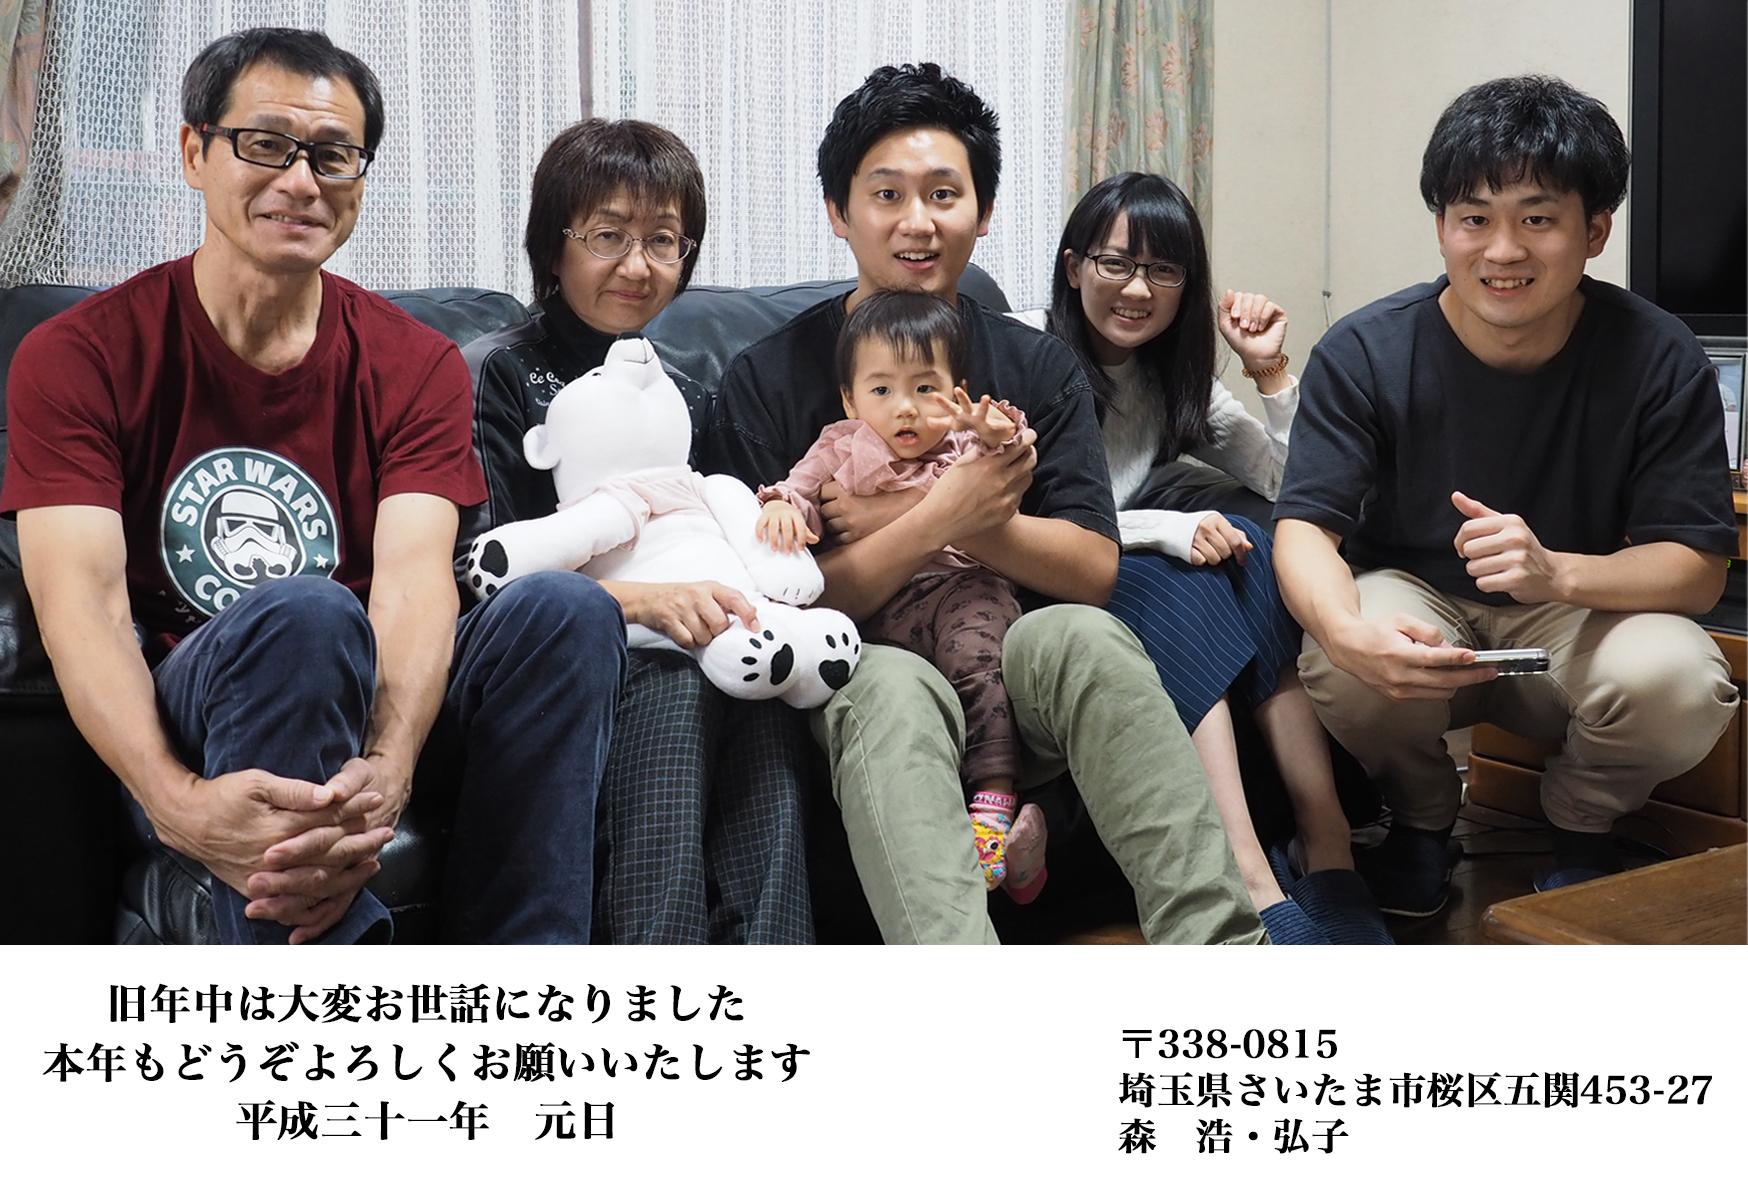 STAR WARS
CO
旧年中は大変お世話になりました
本年もどうぞよろしくお願いいたします
平成三十一年　元日
〒338-0815
埼玉県さいたま市桜区五関453-27
森　浩・弘子